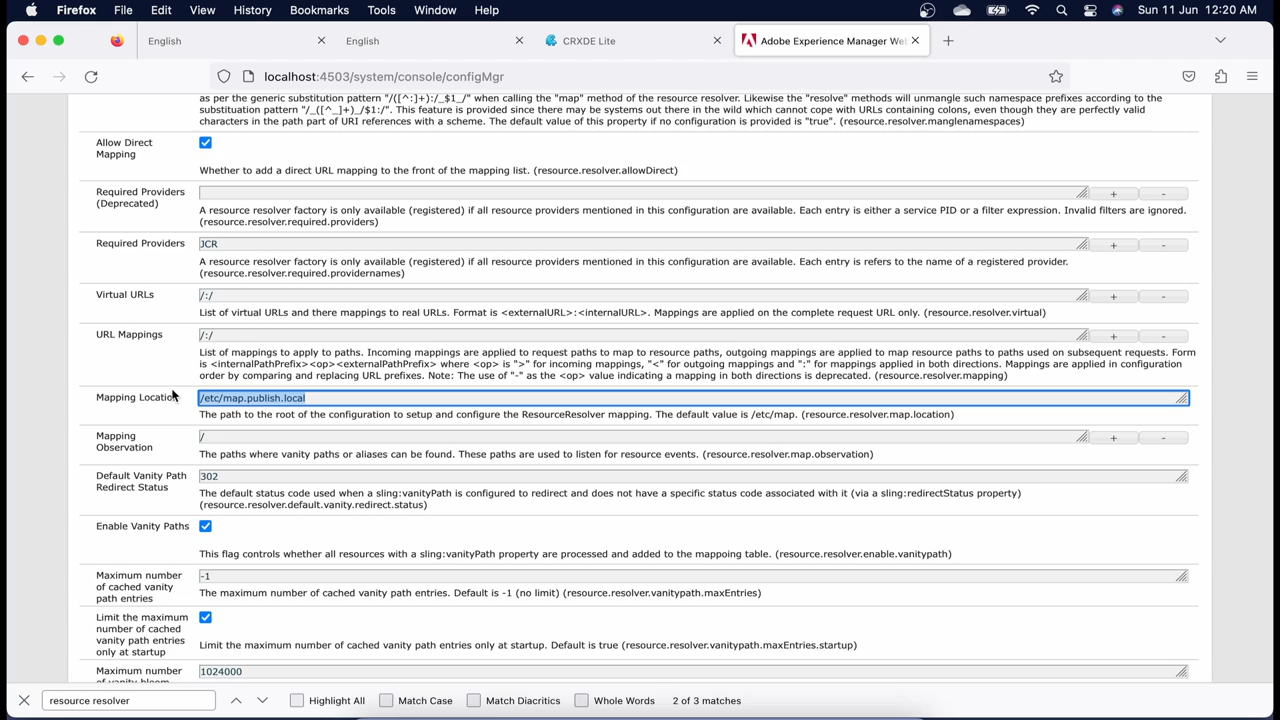 Firefox File Edit View History Bookmarks Tools Window Help Sun 11 Jun 12:20 AM
English English CRXDE Lite Adobe Experience Manager Wet
localhost:4503/system/console/configMgr
as per the generic substitution pattern "/([^:]+):/_$1_/" when calling the "map" method of the resource resolver. Likewise the "resolve" methods will unmangle such namespace prefixes according to the
substituation pattern "/_([^_]+)_/$1:/". This feature is provided since there may be systems out there in the wild which cannot cope with URLs containing colons, even though they are perfectly valid
characters in the path part of URI references with a scheme. The default value of this property if no configuration is provided is "true". (resource.resolver.manglenamespaces)
Allow Direct
Mapping
Whether to add a direct URL mapping to the front of the mapping list. (resource.resolver.allowDirect)
Required Providers
(Deprecated)
+ -
A resource resolver factory is only available (registered) if all resource providers mentioned in this configuration are available. Each entry is either a service PID or a filter expression. Invalid filters are ignored.
(resource.resolver.required.providers)
Required Providers JCR + -
A resource resolver factory is only available (registered) if all resource providers mentioned in this configuration are available. Each entry is refers to the name of a registered provider.
(resource.resolver.required.providernames)
Virtual URLs /:/ + -
List of virtual URLs and there mappings to real URLs. Format is <externalURL>:<internalURL>. Mappings are applied on the complete request URL only. (resource.resolver.virtual)
URL Mappings /:/ + -
List of mappings to apply to paths. Incoming mappings are applied to request paths to map to resource paths, outgoing mappings are applied to map resource paths to paths used on subsequent requests. Form
is <internalPathPrefix><op><externalPathPrefix> where <op> is ">" for incoming mappings, "<" for outgoing mappings and ":" for mappings applied in both directions. Mappings are applied in configuration
order by comparing and replacing URL prefixes. Note: The use of "-" as the <op> value indicating a mapping in both directions is deprecated. (resource.resolver.mapping)
Mapping Location /etc/map.publish.local
The path to the root of the configuration to setup and configure the ResourceResolver mapping. The default value is /etc/map. (resource.resolver.map.location)
Mapping
Observation
/ + -
The paths where vanity paths or aliases can be found. These paths are used to listen for resource events. (resource.resolver.map.observation)
Default Vanity Path
Redirect Status
302
The default status code used when a sling:vanityPath is configured to redirect and does not have a specific status code associated with it (via a sling:redirectStatus property)
(resource.resolver.default.vanity.redirect.status)
Enable Vanity Paths
This flag controls whether all resources with a sling:vanityPath property are processed and added to the mapping table. (resource.resolver.enable.vanitypath)
Maximum number
of cached vanity
path entries
-1
The maximum number of cached vanity path entries. Default is -1 (no limit) (resource.resolver.vanitypath.maxEntries)
Limit the maximum
number of cached
vanity path entries
only at startup
Limit the maximum number of cached vanity path entries only at startup. Default is true (resource.resolver.vanitypath.maxEntries.startup)
Maximum number
of vanity bloom
1024000
resource resolver Highlight All Match Case Match Diacritics Whole Words 2 of 3 matches